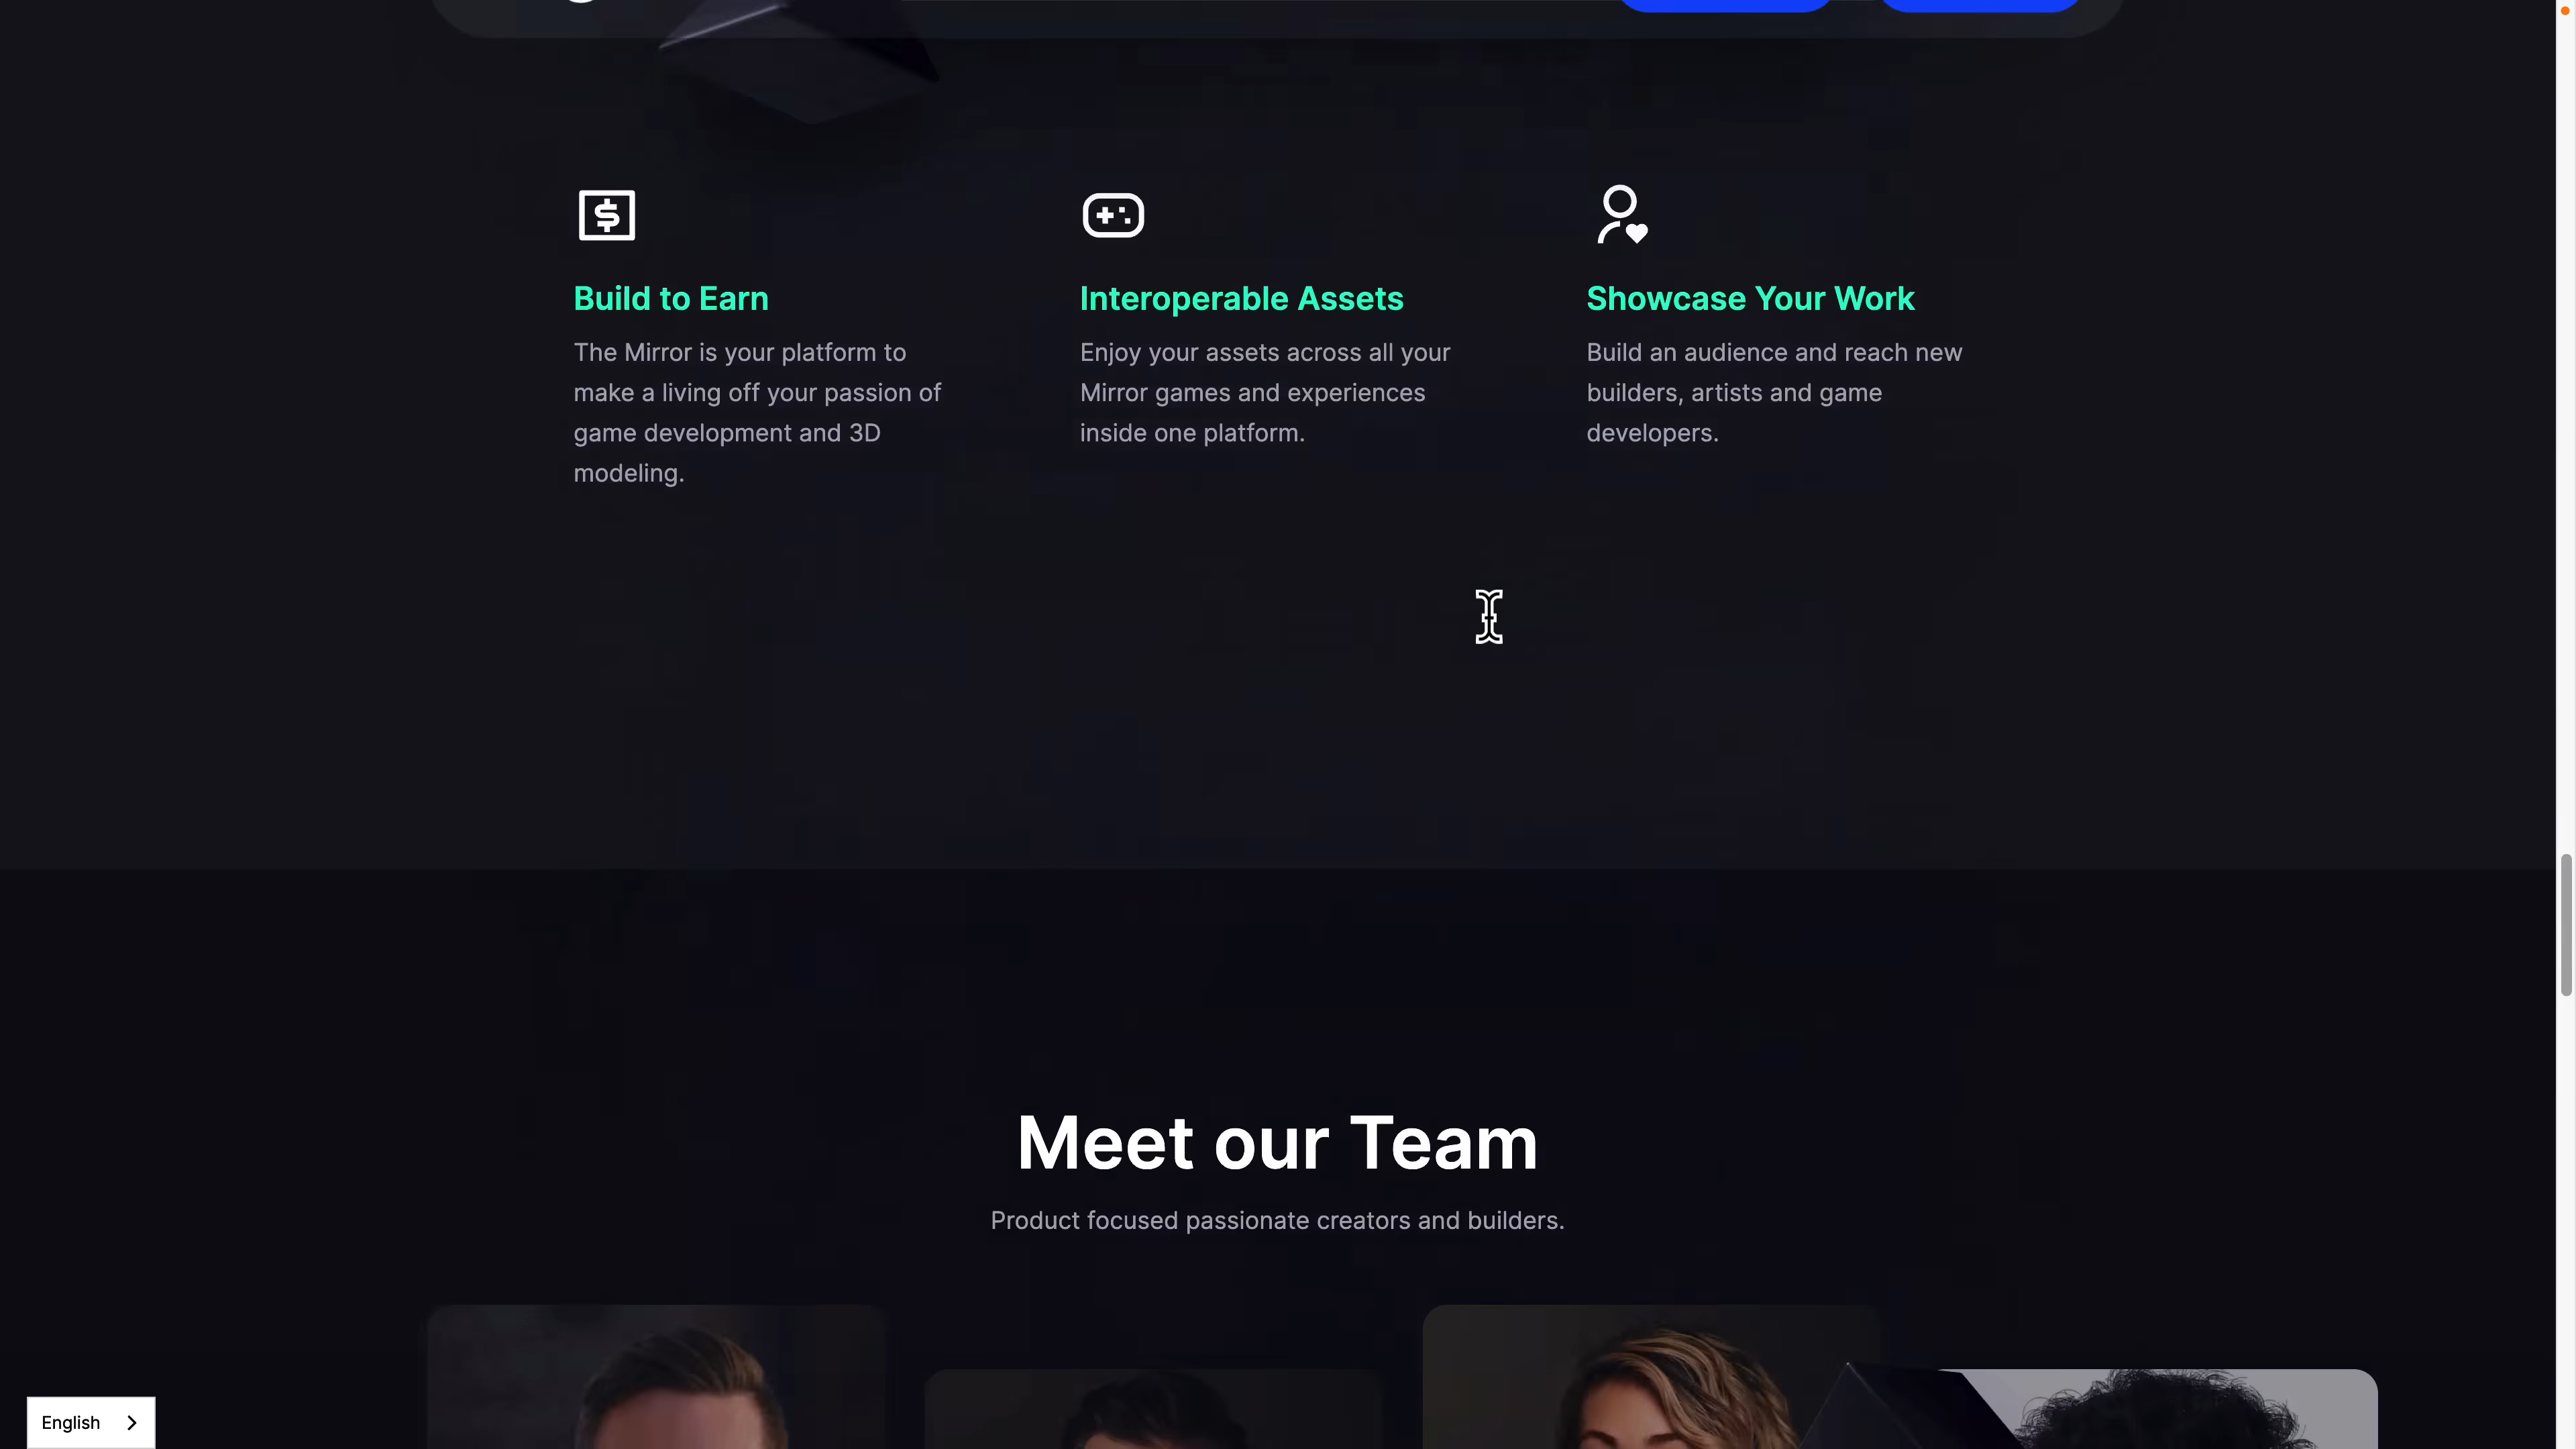 Build to Earn
The Mirror is your platform to
make a living off your passion of
game development and 3D
modeling.
Interoperable Assets
Enjoy your assets across all your
Mirror games and experiences
inside one platform.
Showcase Your Work
Build an audience and reach new
builders, artists and game
developers.
Meet our Team
Product focused passionate creators and builders.
English